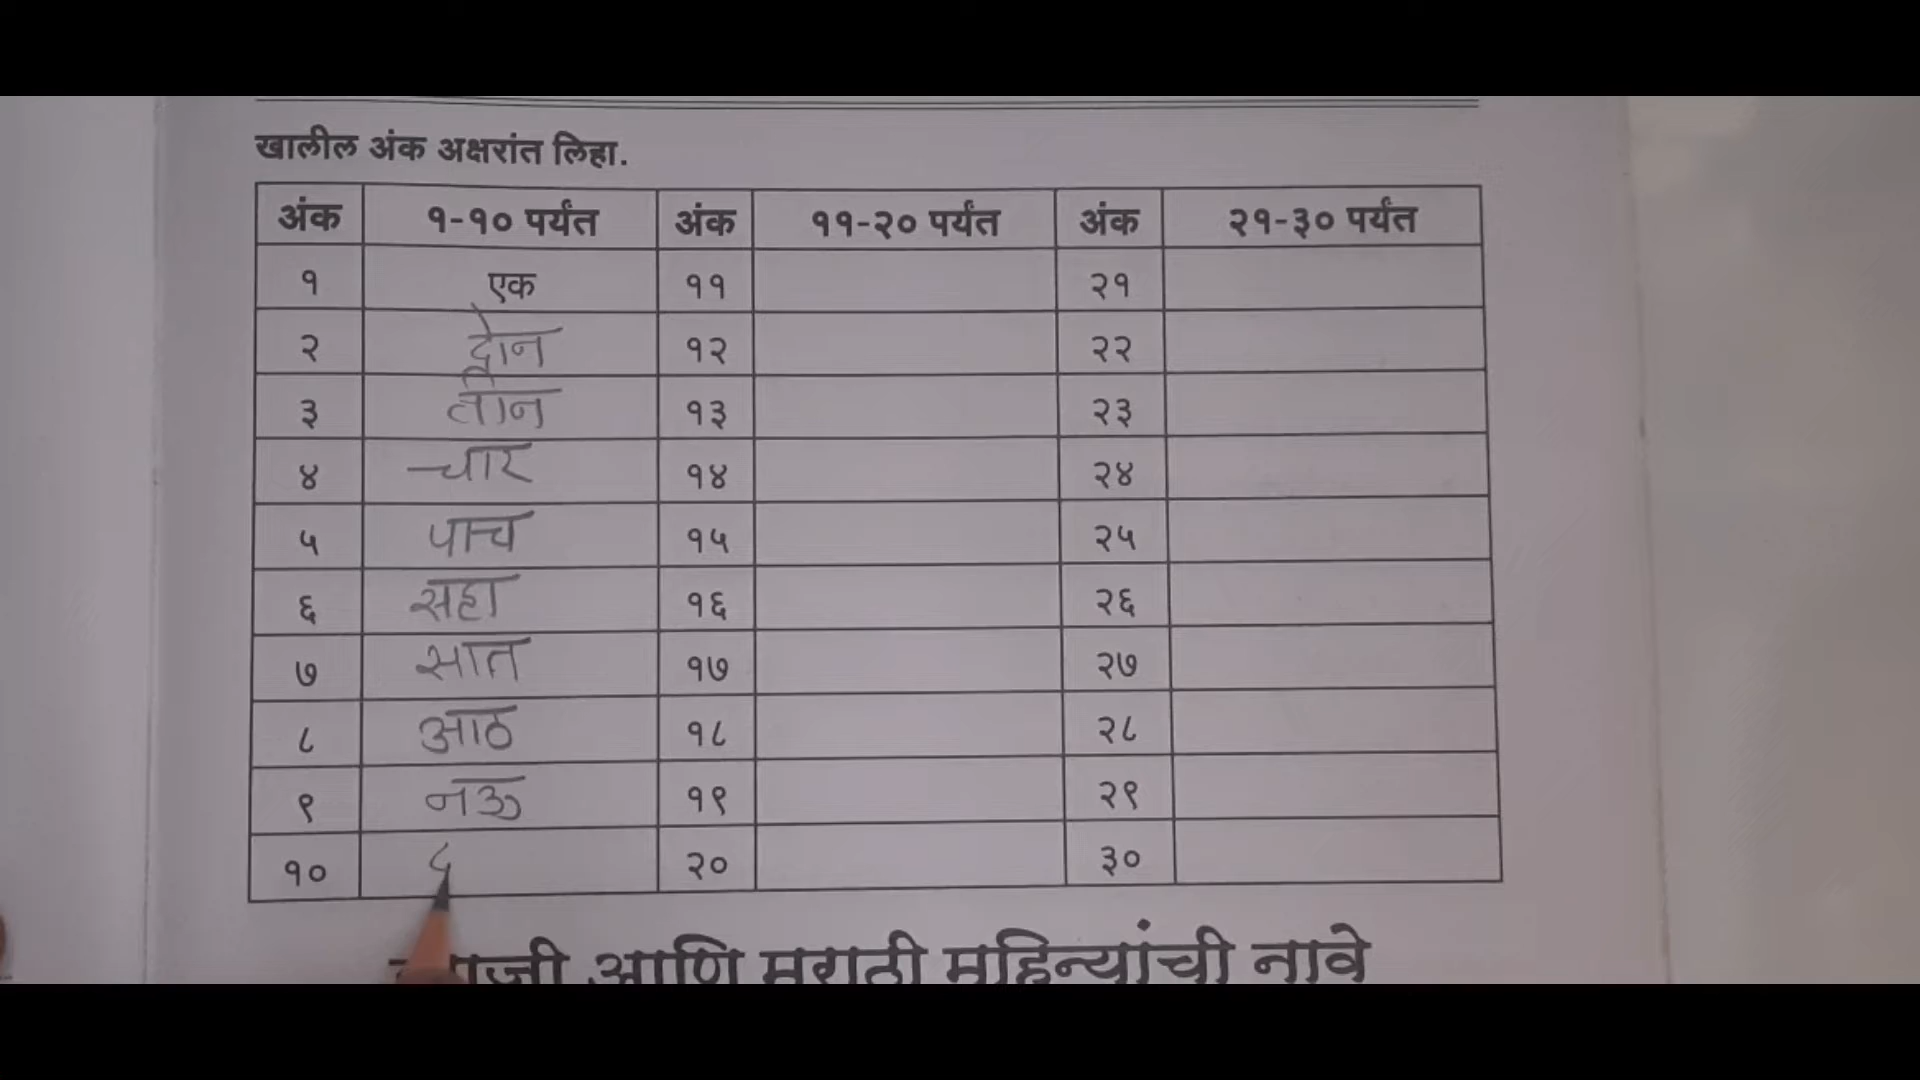 खालील अंक अक्षरांत लिहा.
अंक १-१० पर्यंत अंक ११-२० पर्यंत अंक २१-३० पर्यंत
१ एक ११ २१
२ दोन १२ २२
३ तीन १३ २३
४ चार १४ २४
५ पाच १५ २५
६ सहा १६ २६
७ सात १७ २७
८ आठ १८ २८
९ नऊ १९ २९
१० द २० ३०
आणि मराठी महिन्यांची नावे